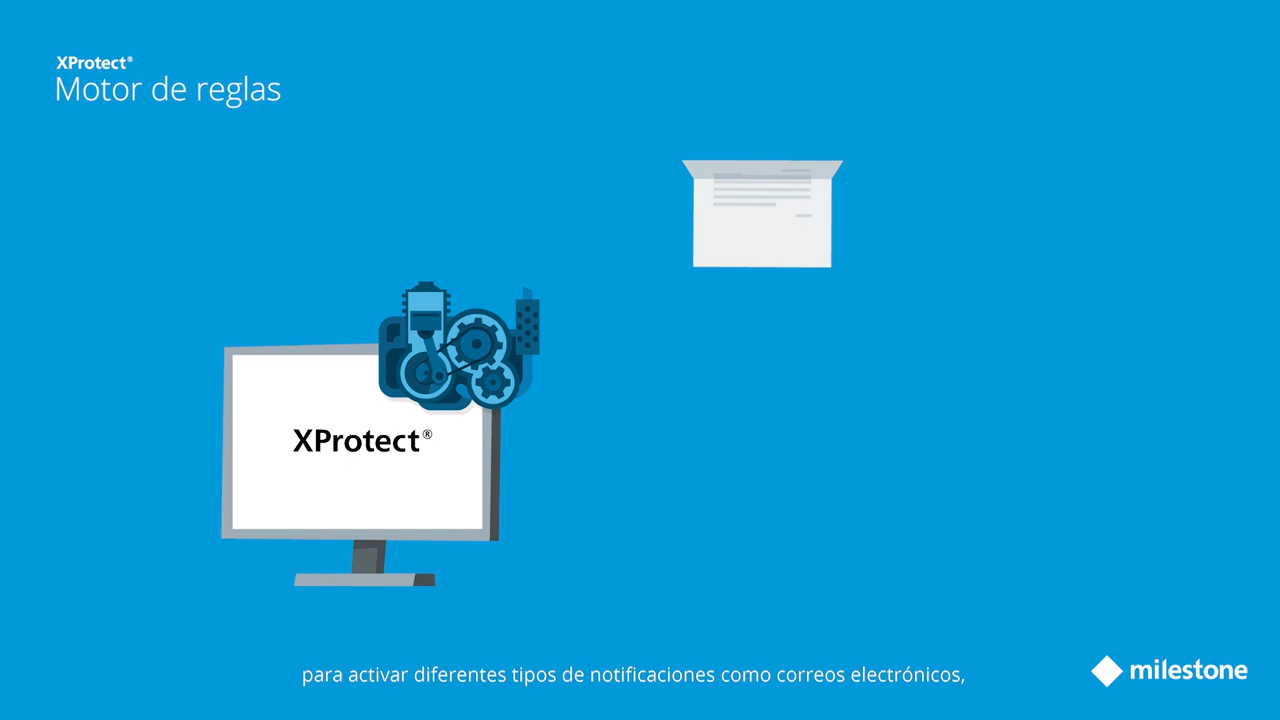 XProtect®
Motor de reglas
XProtect®
para activar diferentes tipos de notificaciones como correos electrónicos,
milestone